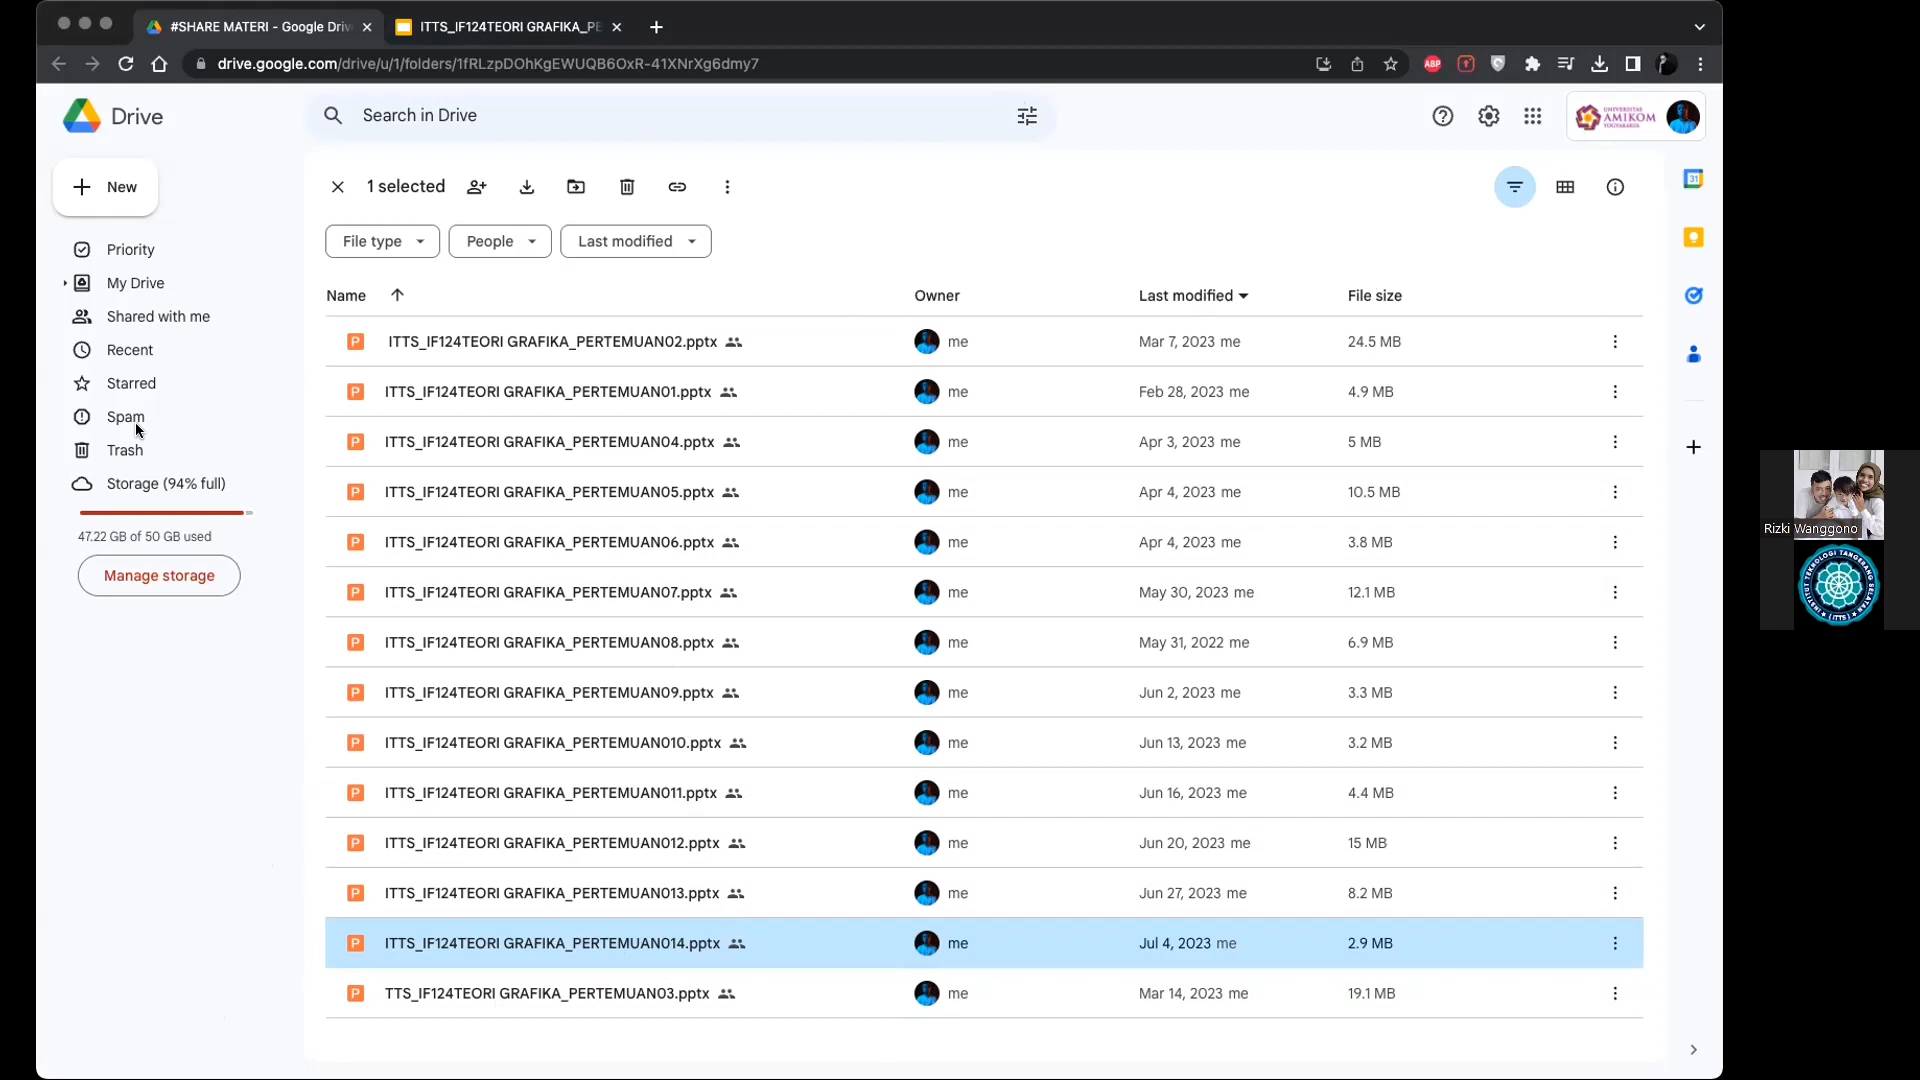 #SHARE MATERI - Google Driv
ITTS_IF124TEORI GRAFIKA_PE
drive.google.com/drive/u/1/folders/1fRLzpDOhKgEWUQB6OxR-41XNrXg6dmy7
ABP
Drive
Search in Drive
UNIVERSITAS
AMIKOM
YOGYAKARTA
New
1 selected
31
File type
People
Last modified
Priority
My Drive
Shared with me
Recent
Starred
Spam
Trash
Storage (94% full)
47.22 GB of 50 GB used
Manage storage
Name Owner Last modified File size
P ITTS_IF124TEORI GRAFIKA_PERTEMUAN02.pptx me Mar 7, 2023 me 24.5 MB
P ITTS_IF124TEORI GRAFIKA_PERTEMUAN01.pptx me Feb 28, 2023 me 4.9 MB
P ITTS_IF124TEORI GRAFIKA_PERTEMUAN04.pptx me Apr 3, 2023 me 5 MB
P ITTS_IF124TEORI GRAFIKA_PERTEMUAN05.pptx me Apr 4, 2023 me 10.5 MB
P ITTS_IF124TEORI GRAFIKA_PERTEMUAN06.pptx me Apr 4, 2023 me 3.8 MB
P ITTS_IF124TEORI GRAFIKA_PERTEMUAN07.pptx me May 30, 2023 me 12.1 MB
P ITTS_IF124TEORI GRAFIKA_PERTEMUAN08.pptx me May 31, 2022 me 6.9 MB
P ITTS_IF124TEORI GRAFIKA_PERTEMUAN09.pptx me Jun 2, 2023 me 3.3 MB
P ITTS_IF124TEORI GRAFIKA_PERTEMUAN010.pptx me Jun 13, 2023 me 3.2 MB
P ITTS_IF124TEORI GRAFIKA_PERTEMUAN011.pptx me Jun 16, 2023 me 4.4 MB
P ITTS_IF124TEORI GRAFIKA_PERTEMUAN012.pptx me Jun 20, 2023 me 15 MB
P ITTS_IF124TEORI GRAFIKA_PERTEMUAN013.pptx me Jun 27, 2023 me 8.2 MB
P ITTS_IF124TEORI GRAFIKA_PERTEMUAN014.pptx me Jul 4, 2023 me 2.9 MB
P TTS_IF124TEORI GRAFIKA_PERTEMUAN03.pptx me Mar 14, 2023 me 19.1 MB
Rizki Wanggono
INSTITUT TEKNOLOGI TANGERANG SELATAN
(ITTS)